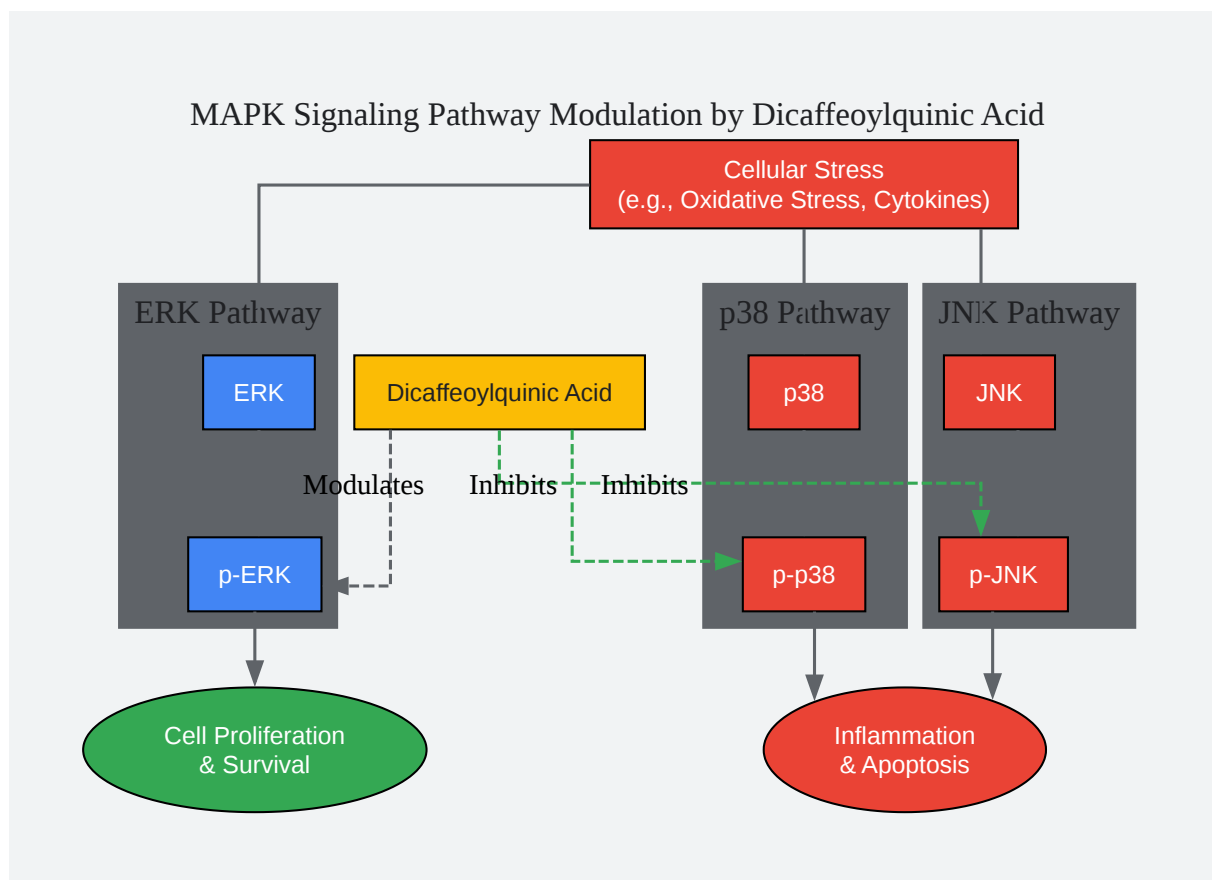 MAPK Signaling Pathway Modulation by Dicaffeoylquinic Acid
Cellular Stress
(e.g., Oxidative Stress, Cytokines)
ERK Pathway
p38 Pathway
JNK Pathway
ERK
Dicaffeoylquinic Acid
p38
JNK
Modulates
Inhibits
Inhibits
p-ERK
p-p38
p-JNK
Cell Proliferation
& Survival
Inflammation
& Apoptosis